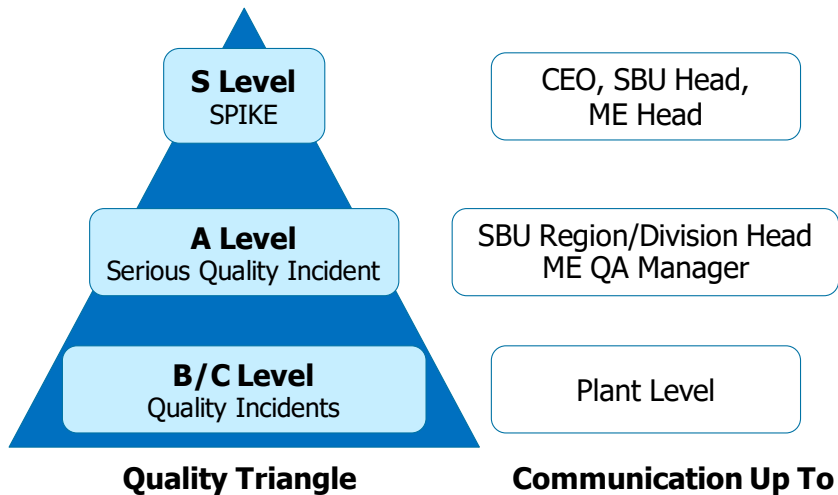 S Level
SPIKE
CEO, SBU Head,
ME Head
A Level
Serious Quality Incident
SBU Region/Division Head
ME QA Manager
B/C Level
Quality Incidents
Plant Level
Quality Triangle
Communication Up To